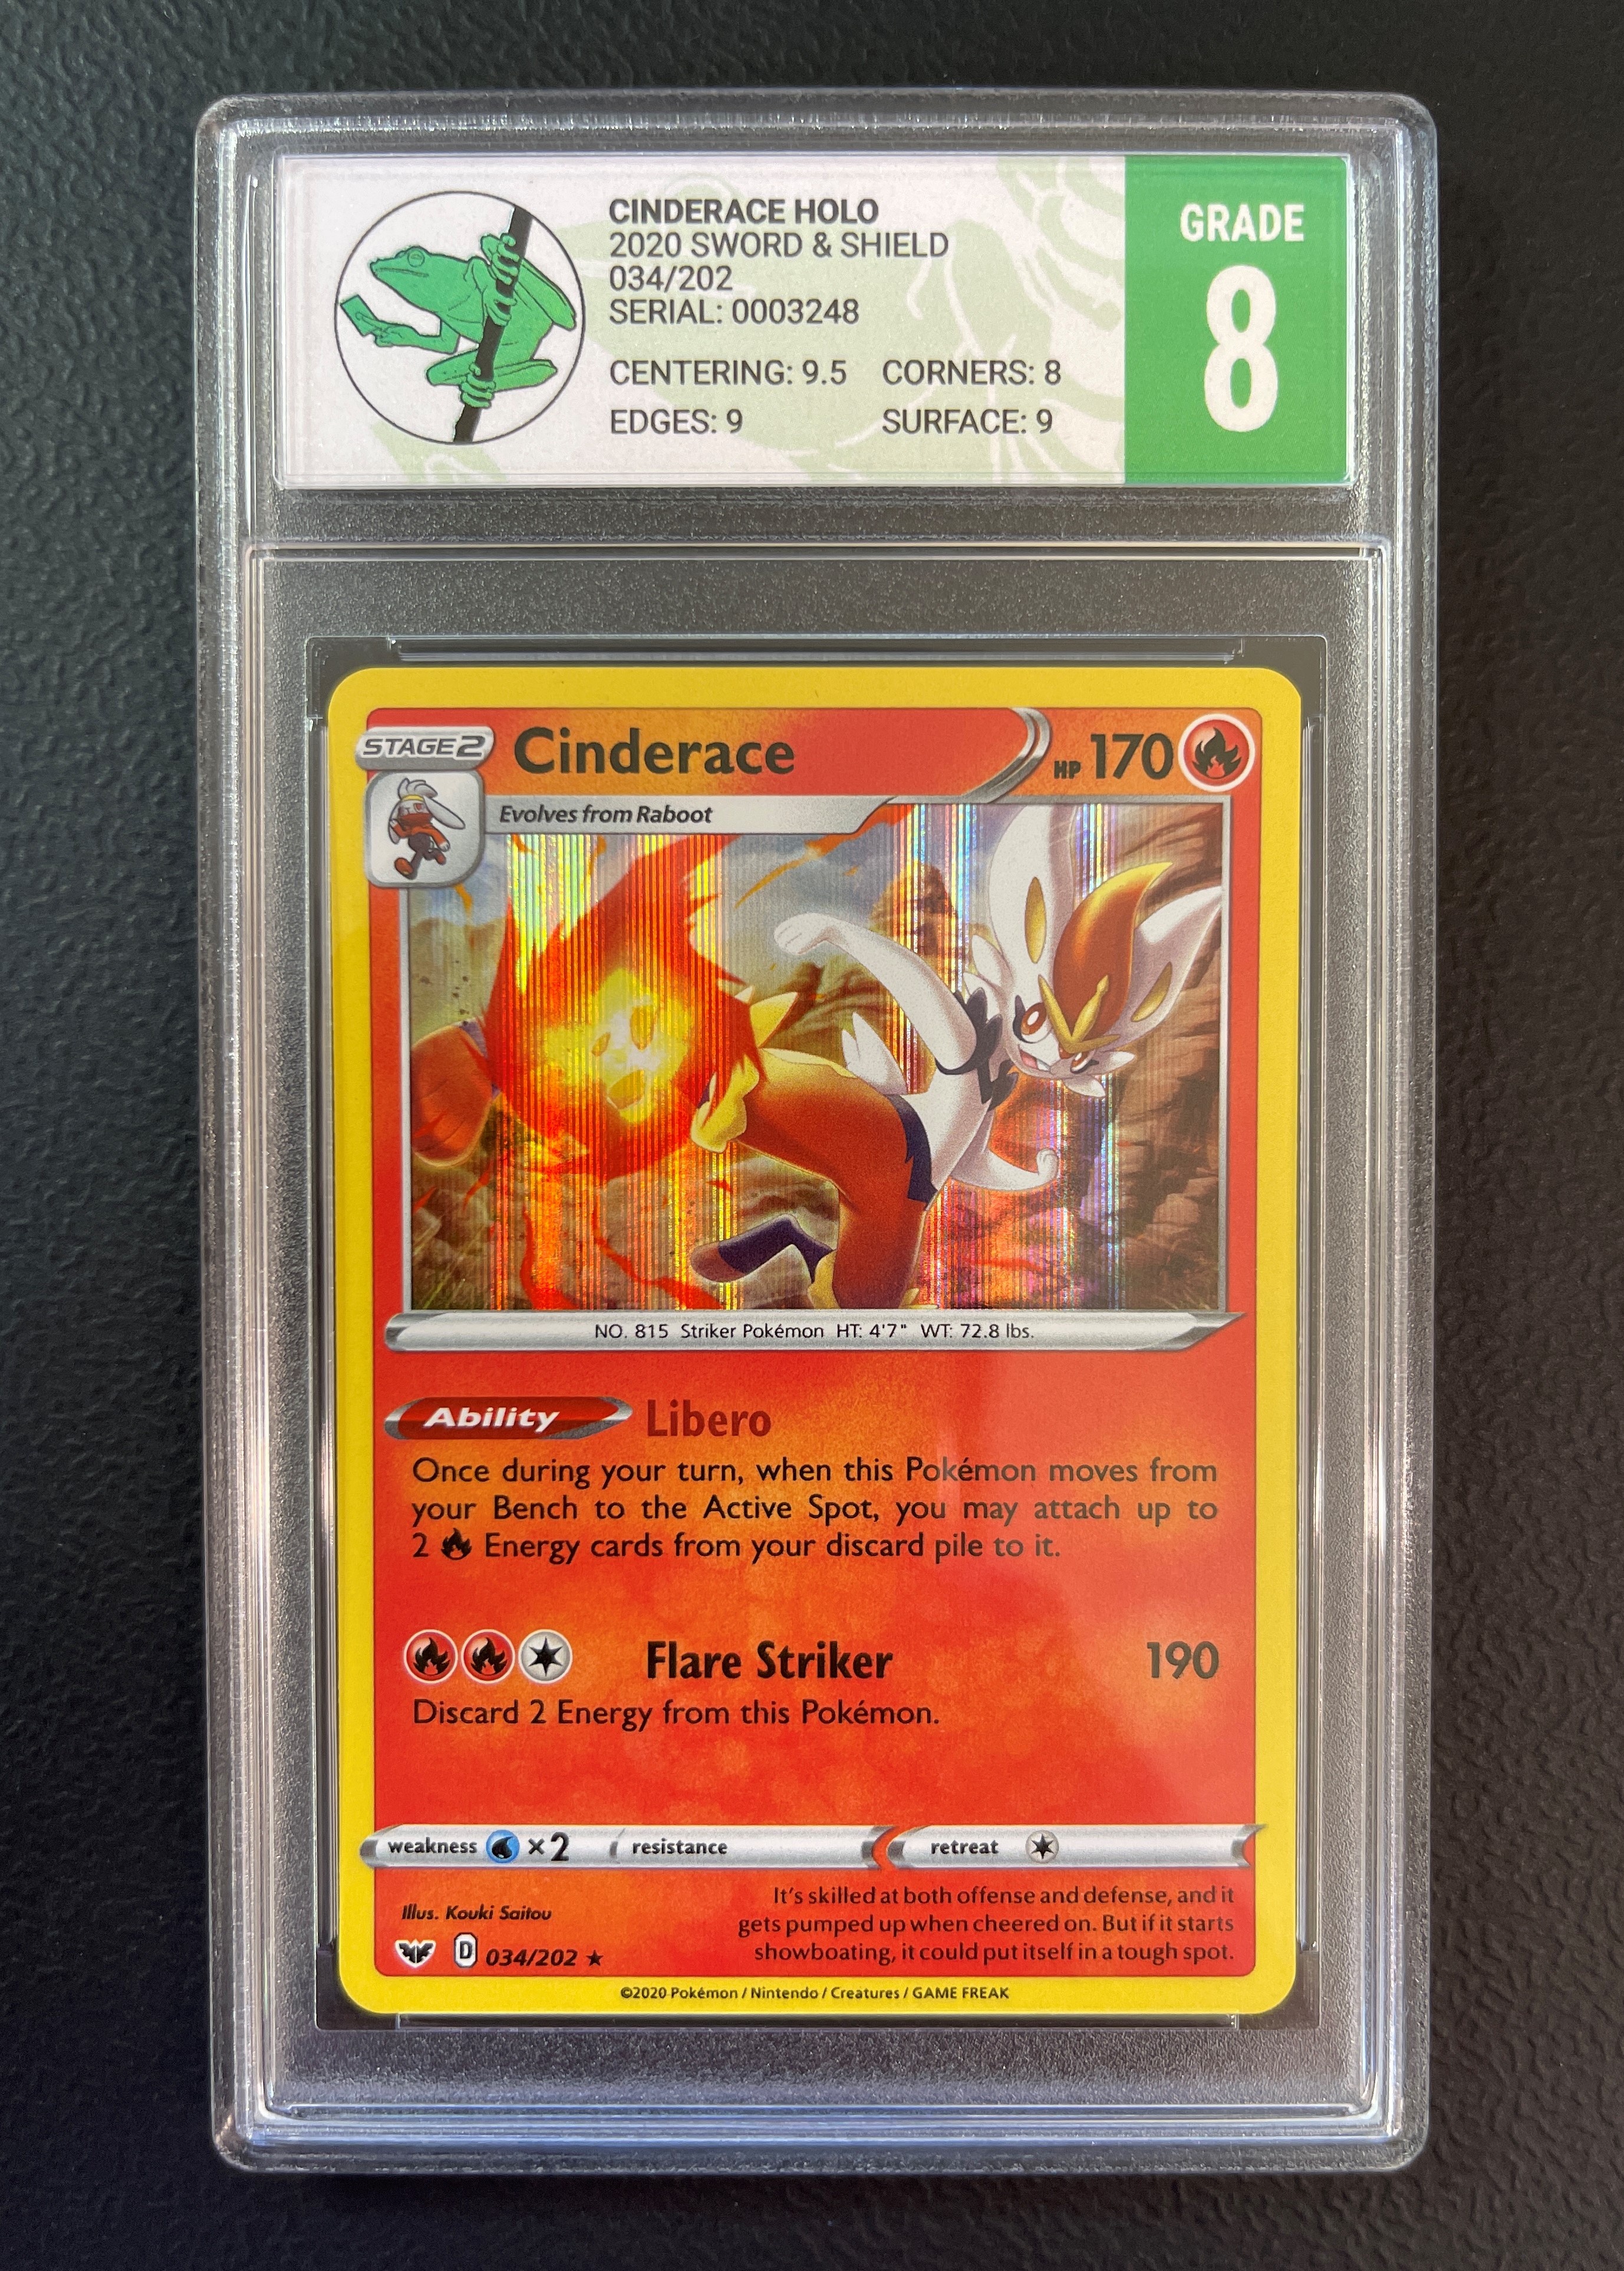 CINDERACE HOLO
2020 SWORD & SHIELD
034/202
SERIAL: 0003248
CENTERING: 9.5 CORNERS: 8
EDGES: 9 SURFACE: 9
GRADE
8
STAGE 2 Cinderace HP 170
Evolves from Raboot
NO. 815 Striker Pokémon HT: 4'7" WT: 72.8 lbs.
Ability Libero
Once during your turn, when this Pokémon moves from
your Bench to the Active Spot, you may attach up to
2 Energy cards from your discard pile to it.
Flare Striker 190
Discard 2 Energy from this Pokémon.
weakness ×2 resistance retreat
Illus. Kouki Saitou
It's skilled at both offense and defense, and it
gets pumped up when cheered on. But if it starts
showboating, it could put itself in a tough spot.
D 034/202 ★
©2020 Pokémon / Nintendo / Creatures / GAME FREAK